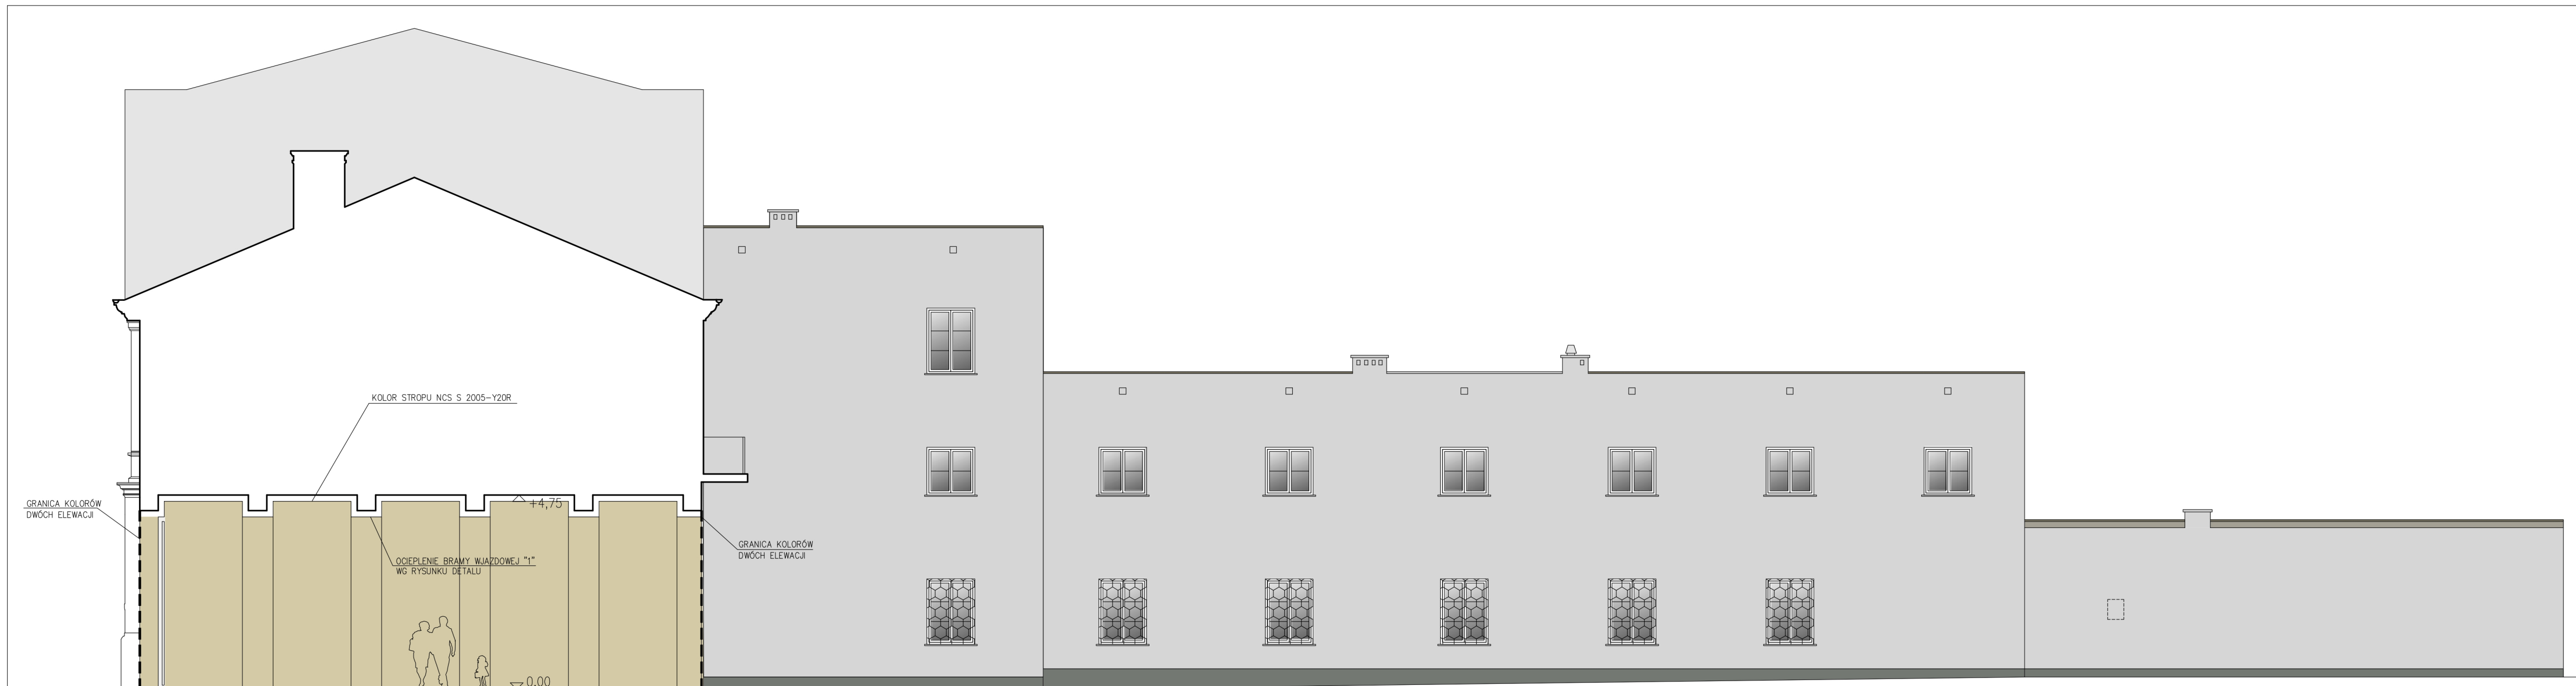 KOLOR STROPU NCS S 2005-Y20R
GRANICA KOLORÓW
DWÓCH ELEWACJI
+4,75
OCIEPLENIE BRAMY WJAZDOWEJ "1"
WG RYSUNKU DETALU
GRANICA KOLORÓW
DWÓCH ELEWACJI
0,00